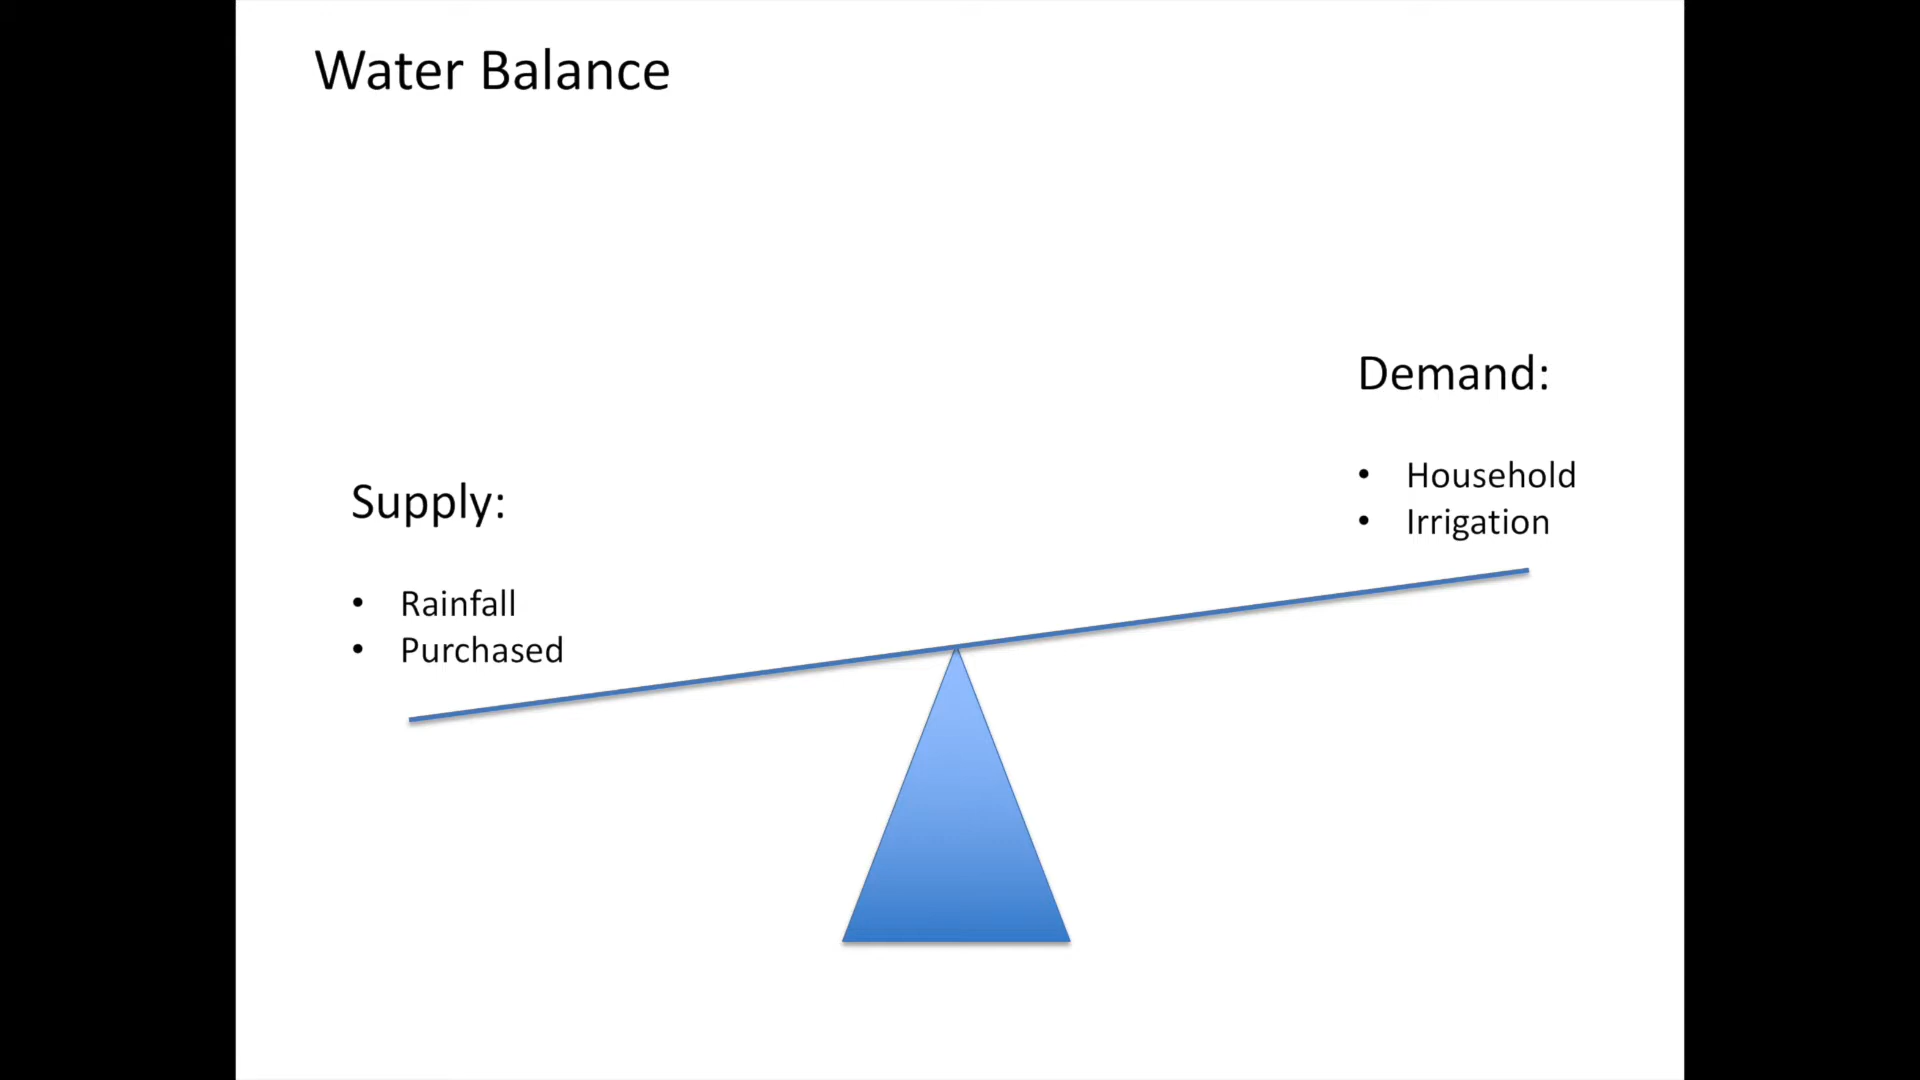 Water Balance
Supply:
• Rainfall
• Purchased
Demand:
• Household
• Irrigation